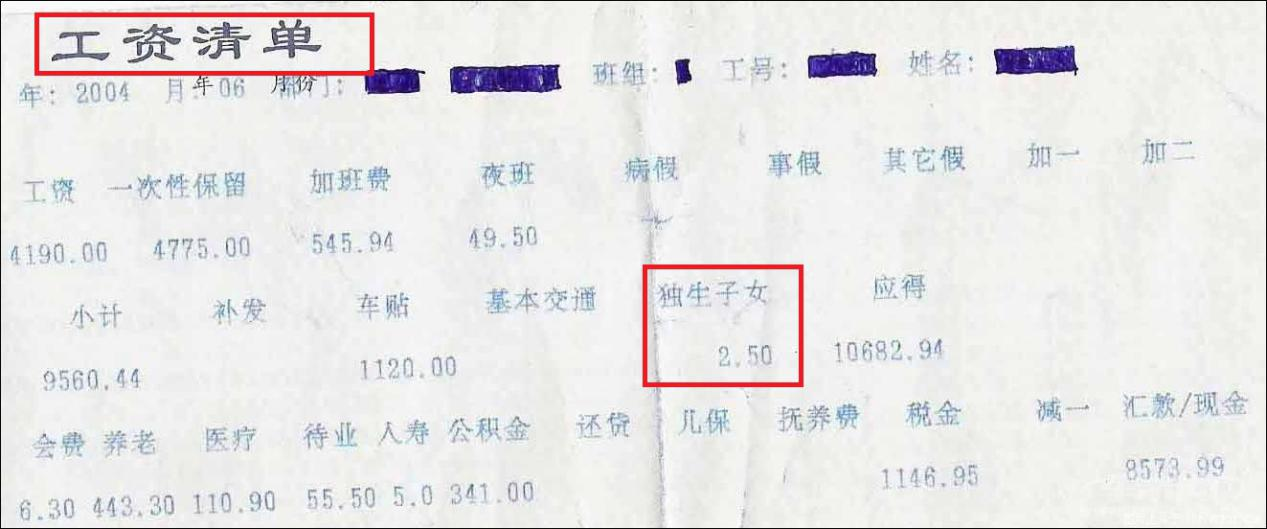 工资清单
年: 2004 月: 年06 月份 部门: 班组: 工号: 姓名:
工资 一次性保留 加班费 夜班 病假 事假 其它假 加一 加二
4190.00 4775.00 545.94 49.50
小计 补发 车贴 基本交通 独生子女 应得
9560.44 1120.00 2.50 10682.94
会费 养老 医疗 待业 人寿 公积金 还贷 儿保 抚养费 税金 减一 汇款/现金
6.30 443.30 110.90 55.50 5.0 341.00 1146.95 8573.99